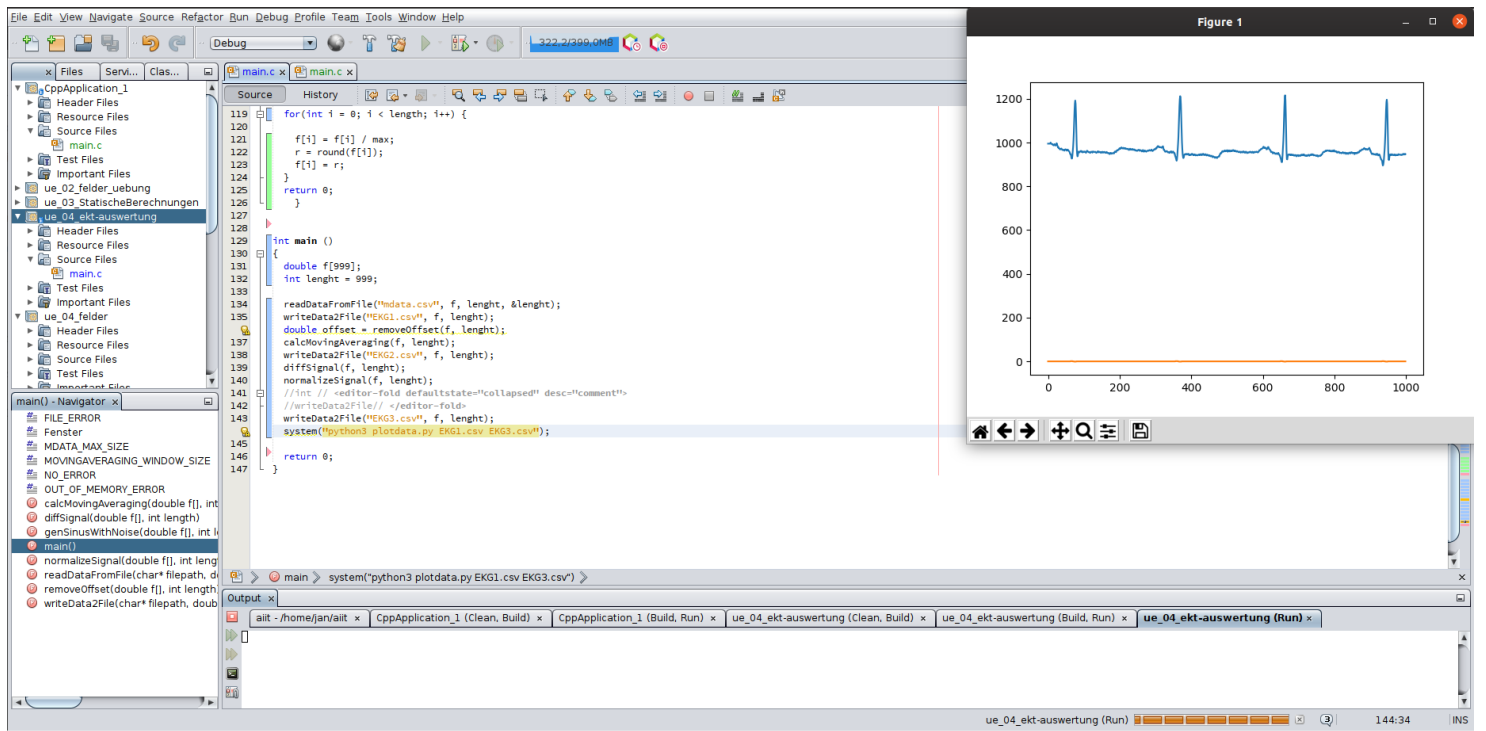 File Edit View Navigate Source Refactor Run Debug Profile Team Tools Window Help
Debug
322.2/399,0MB
Files Servi... Clas...
CppApplication_1
Header Files
Resource Files
Source Files
main.c
Test Files
Important Files
ue_02_felder_uebung
ue_03_StatischeBerechnungen
ue_04_ekt-auswertung
Header Files
Resource Files
Source Files
main.c
Test Files
Important Files
ue_04_felder
Header Files
Resource Files
Source Files
Test Files
Important Files
main() - Navigator
FILE_ERROR
Fenster
MDATA_MAX_SIZE
MOVINGAVERAGING_WINDOW_SIZE
NO_ERROR
OUT_OF_MEMORY_ERROR
calcMovingAveraging(double f[], int
diffSignal(double f[], int length)
genSinusWithNoise(double f[], int l
main()
normalizeSignal(double f[], int leng
readDataFromFile(char* filepath, d
removeOffset(double f[], int length
writeData2File(char* filepath, doub
main.c main.c
Source History
119 for(int i = 0; i < length; i++) {
120
121 f[i] = f[i] / max;
122 r = round(f[i]);
123 f[i] = r;
124 }
125 return 0;
126 }
127
128
129 int main ()
130 {
131 double f[999];
132 int lenght = 999;
133
134 readDataFromFile("mdata.csv", f, lenght, &lenght);
135 writeData2File("EKG1.csv", f, lenght);
double offset = removeOffset(f, lenght);
137 calcMovingAveraging(f, lenght);
138 writeData2File("EKG2.csv", f, lenght);
139 diffSignal(f, lenght);
140 normalizeSignal(f, lenght);
141 //int // <editor-fold defaultstate="collapsed" desc="comment">
142 //writeData2File// </editor-fold>
143 writeData2File("EKG3.csv", f, lenght);
system("python3 plotdata.py EKG1.csv EKG3.csv");
145
146 return 0;
147 }
main system("python3 plotdata.py EKG1.csv EKG3.csv")
Output
aiit - /home/jan/aiit CppApplication_1 (Clean, Build) CppApplication_1 (Build, Run) ue_04_ekt-auswertung (Clean, Build) ue_04_ekt-auswertung (Build, Run) ue_04_ekt-auswertung (Run)
ue_04_ekt-auswertung (Run) 3 144:34 INS
Figure 1
1200
1000
800
600
400
200
0
0 200 400 600 800 1000